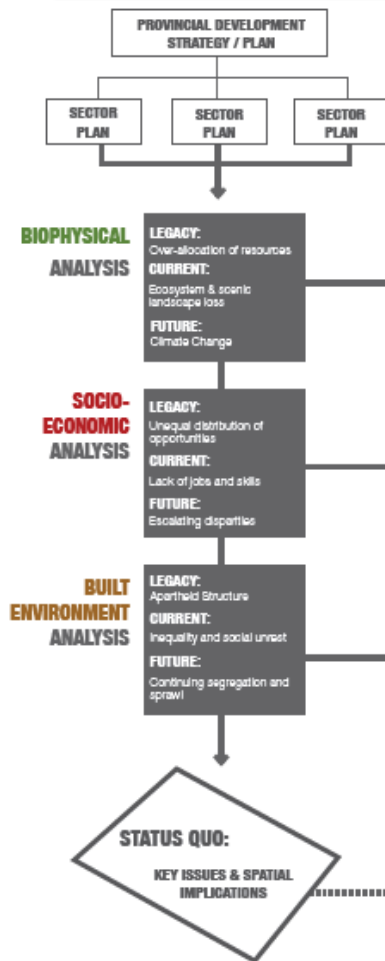 PROVINCIAL DEVELOPMENT
STRATEGY / PLAN
SECTOR
PLAN
SECTOR
PLAN
SECTOR
PLAN
BIOPHYSICAL
ANALYSIS
LEGACY:
Over-allocation of resources
CURRENT:
Ecosystem & scenic
landscape loss
FUTURE:
Climate Change
SOCIO-
ECONOMIC
ANALYSIS
LEGACY:
Unequal distribution of
opportunities
CURRENT:
Lack of jobs and skills
FUTURE:
Escalating disparities
BUILT
ENVIRONMENT
ANALYSIS
LEGACY:
Apartheid Structure
CURRENT:
Inequality and social unrest
FUTURE:
Continuing segregation and
sprawl
STATUS QUO:
KEY ISSUES & SPATIAL
IMPLICATIONS